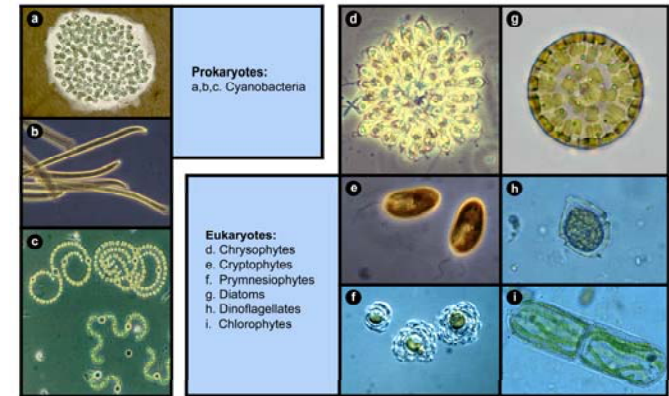 a
b
c
Prokaryotes:
a,b,c. Cyanobacteria
Eukaryotes:
d. Chrysophytes
e. Cryptophytes
f. Prymnesiophytes
g. Diatoms
h. Dinoflagellates
i. Chlorophytes
d
e
f
g
h
i